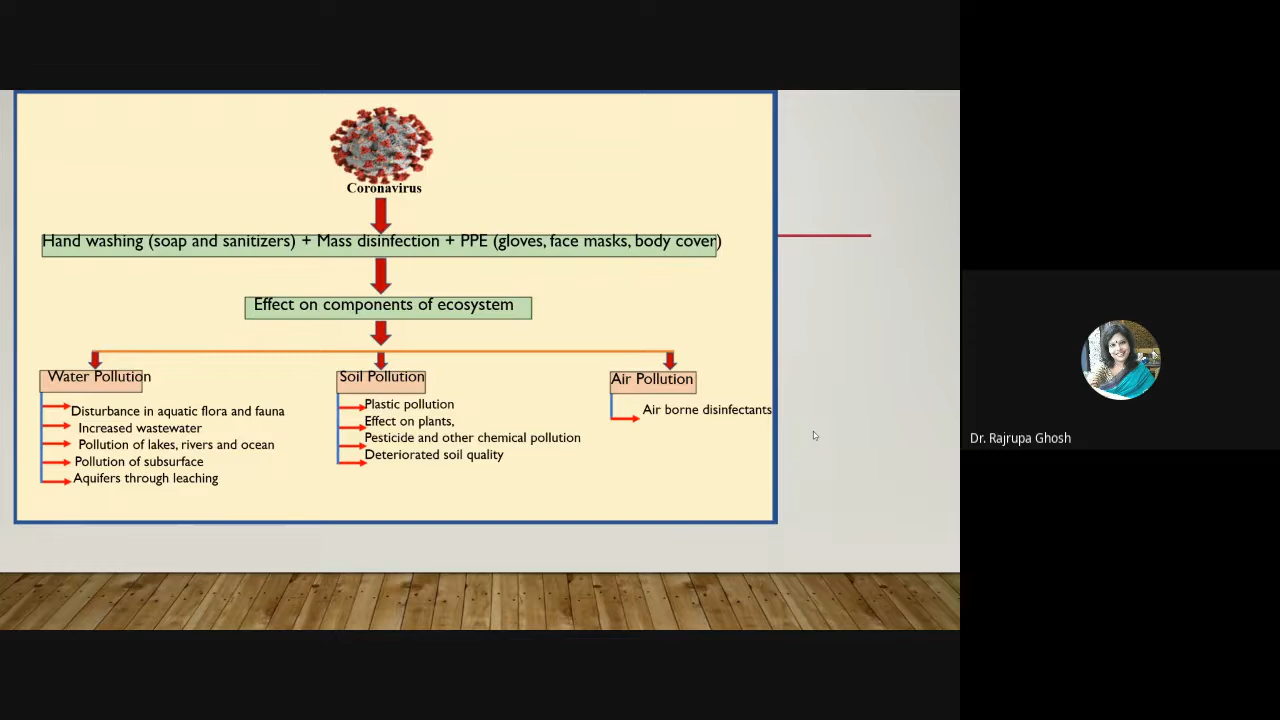 Coronavirus
Hand washing (soap and sanitizers) + Mass disinfection + PPE (gloves, face masks, body cover)
Effect on components of ecosystem
Water Pollution
Disturbance in aquatic flora and fauna
Increased wastewater
Pollution of lakes, rivers and ocean
Pollution of subsurface
Aquifers through leaching
Soil Pollution
Plastic pollution
Effect on plants,
Pesticide and other chemical pollution
Deteriorated soil quality
Air Pollution
Air borne disinfectants
Dr. Rajrupa Ghosh